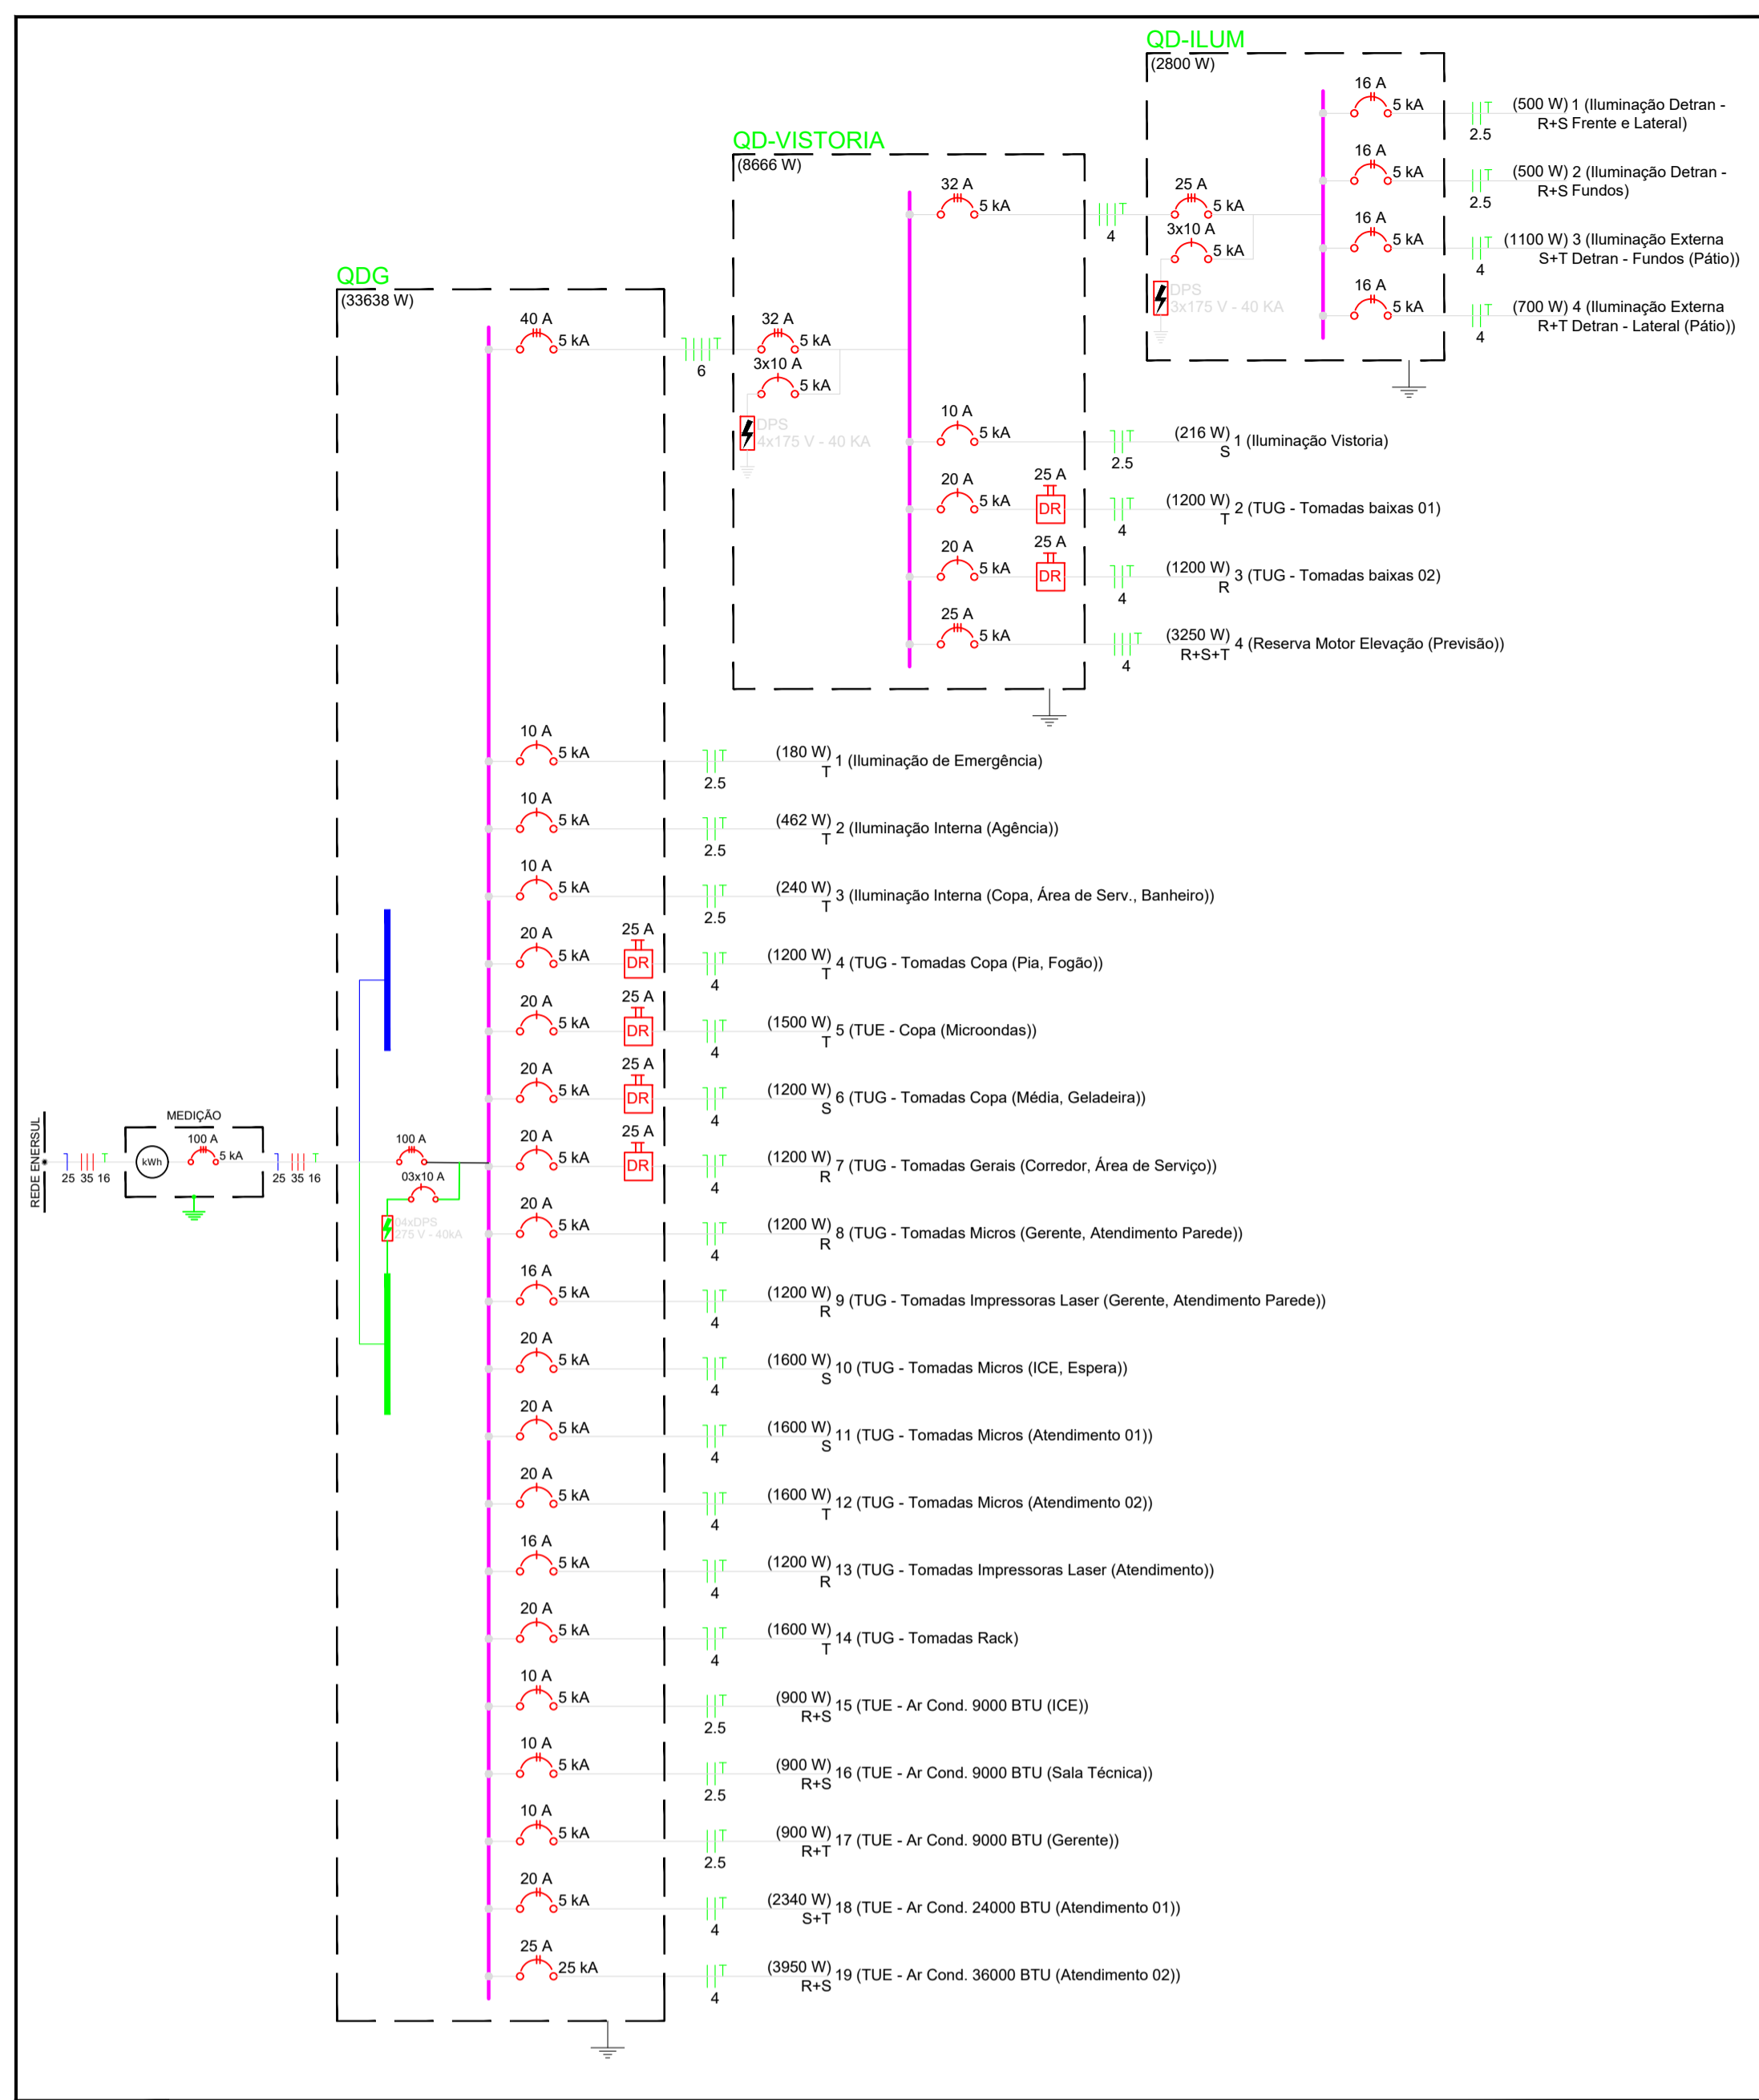 QD-ILUM
(2800 W)
16 A
5 kA
2.5
(500 W) 1 (Iluminação Detran -
R+S Frente e Lateral)
16 A
5 kA
2.5
(500 W) 2 (Iluminação Detran -
R+S Fundos)
16 A
5 kA
4
(1100 W) 3 (Iluminação Externa
S+T Detran - Fundos (Pátio))
16 A
5 kA
4
(700 W) 4 (Iluminação Externa
R+T Detran - Lateral (Pátio))
25 A
5 kA
3x10 A
5 kA
DPS
3x175 V - 40 KA
QD-VISTORIA
(8666 W)
32 A
5 kA
4
32 A
5 kA
3x10 A
5 kA
DPS
4x175 V - 40 KA
10 A
5 kA
2.5
(216 W)
S
1 (Iluminação Vistoria)
20 A
5 kA
25 A
DR
4
(1200 W)
T
2 (TUG - Tomadas baixas 01)
20 A
5 kA
25 A
DR
4
(1200 W)
R
3 (TUG - Tomadas baixas 02)
25 A
5 kA
4
(3250 W)
R+S+T
4 (Reserva Motor Elevação (Previsão))
QDG
(33638 W)
40 A
5 kA
6
10 A
5 kA
2.5
(180 W)
T
1 (Iluminação de Emergência)
10 A
5 kA
2.5
(462 W)
T
2 (Iluminação Interna (Agência))
10 A
5 kA
2.5
(240 W)
T
3 (Iluminação Interna (Copa, Área de Serv., Banheiro))
20 A
5 kA
25 A
DR
4
(1200 W)
T
4 (TUG - Tomadas Copa (Pia, Fogão))
20 A
5 kA
25 A
DR
4
(1500 W)
T
5 (TUE - Copa (Microondas))
20 A
5 kA
25 A
DR
4
(1200 W)
S
6 (TUG - Tomadas Copa (Média, Geladeira))
REDE ENERSUL
25 35 16
MEDIÇÃO
kWh
100 A
5 kA
25 35 16
100 A
03x10 A
04xDPS
275 V - 40kA
20 A
5 kA
25 A
DR
4
(1200 W)
R
7 (TUG - Tomadas Gerais (Corredor, Área de Serviço))
20 A
5 kA
4
(1200 W)
R
8 (TUG - Tomadas Micros (Gerente, Atendimento Parede))
16 A
5 kA
4
(1200 W)
R
9 (TUG - Tomadas Impressoras Laser (Gerente, Atendimento Parede))
20 A
5 kA
4
(1600 W)
S
10 (TUG - Tomadas Micros (ICE, Espera))
20 A
5 kA
4
(1600 W)
S
11 (TUG - Tomadas Micros (Atendimento 01))
20 A
5 kA
4
(1600 W)
T
12 (TUG - Tomadas Micros (Atendimento 02))
16 A
5 kA
4
(1200 W)
R
13 (TUG - Tomadas Impressoras Laser (Atendimento))
20 A
5 kA
4
(1600 W)
T
14 (TUG - Tomadas Rack)
10 A
5 kA
2.5
(900 W)
R+S
15 (TUE - Ar Cond. 9000 BTU (ICE))
10 A
5 kA
2.5
(900 W)
R+S
16 (TUE - Ar Cond. 9000 BTU (Sala Técnica))
10 A
5 kA
2.5
(900 W)
R+T
17 (TUE - Ar Cond. 9000 BTU (Gerente))
20 A
5 kA
4
(2340 W)
S+T
18 (TUE - Ar Cond. 24000 BTU (Atendimento 01))
25 A
25 kA
4
(3950 W)
R+S
19 (TUE - Ar Cond. 36000 BTU (Atendimento 02))